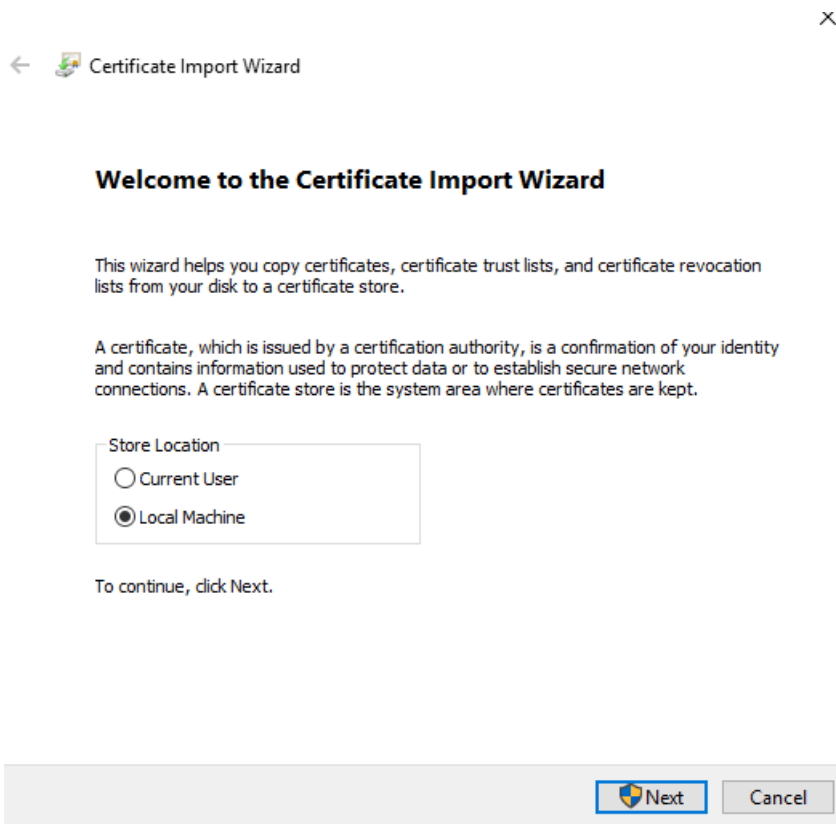 Certificate Import Wizard
Welcome to the Certificate Import Wizard
This wizard helps you copy certificates, certificate trust lists, and certificate revocation
lists from your disk to a certificate store.
A certificate, which is issued by a certification authority, is a confirmation of your identity
and contains information used to protect data or to establish secure network
connections. A certificate store is the system area where certificates are kept.
Store Location
Current User
Local Machine
To continue, click Next.
Next
Cancel